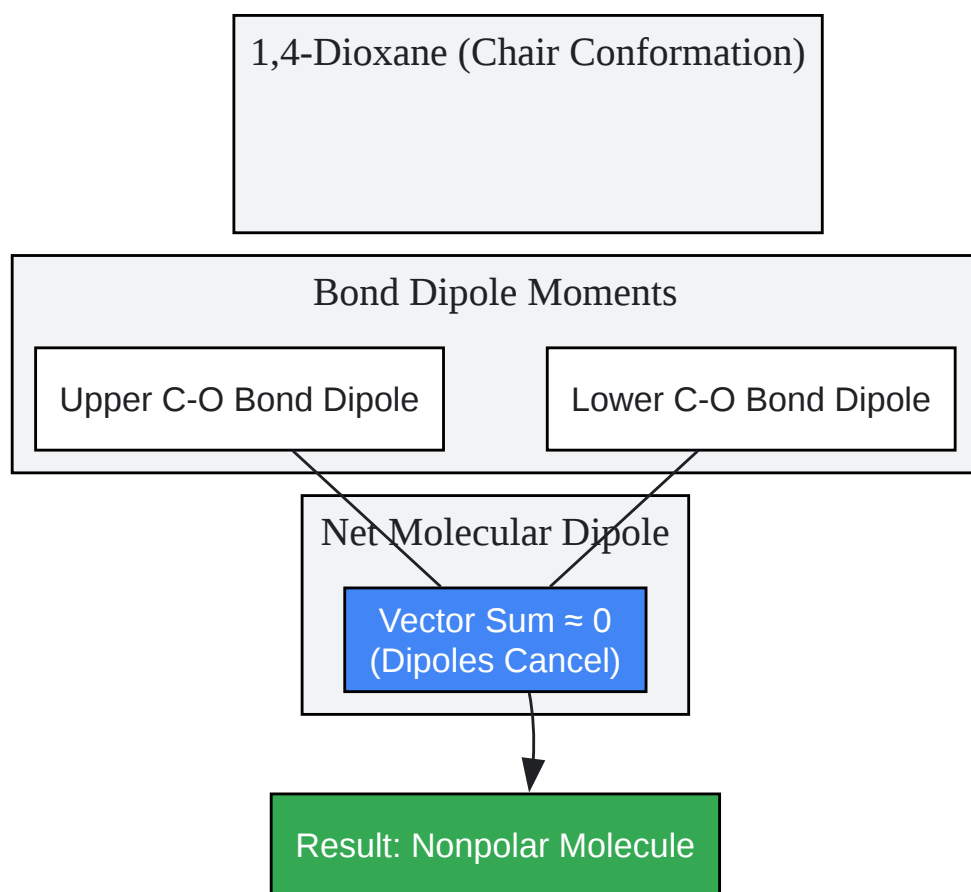 1,4-Dioxane (Chair Conformation)
Bond Dipole Moments
Upper C-O Bond Dipole
Lower C-O Bond Dipole
Net Molecular Dipole
Vector Sum ≈ 0
(Dipoles Cancel)
Result: Nonpolar Molecule